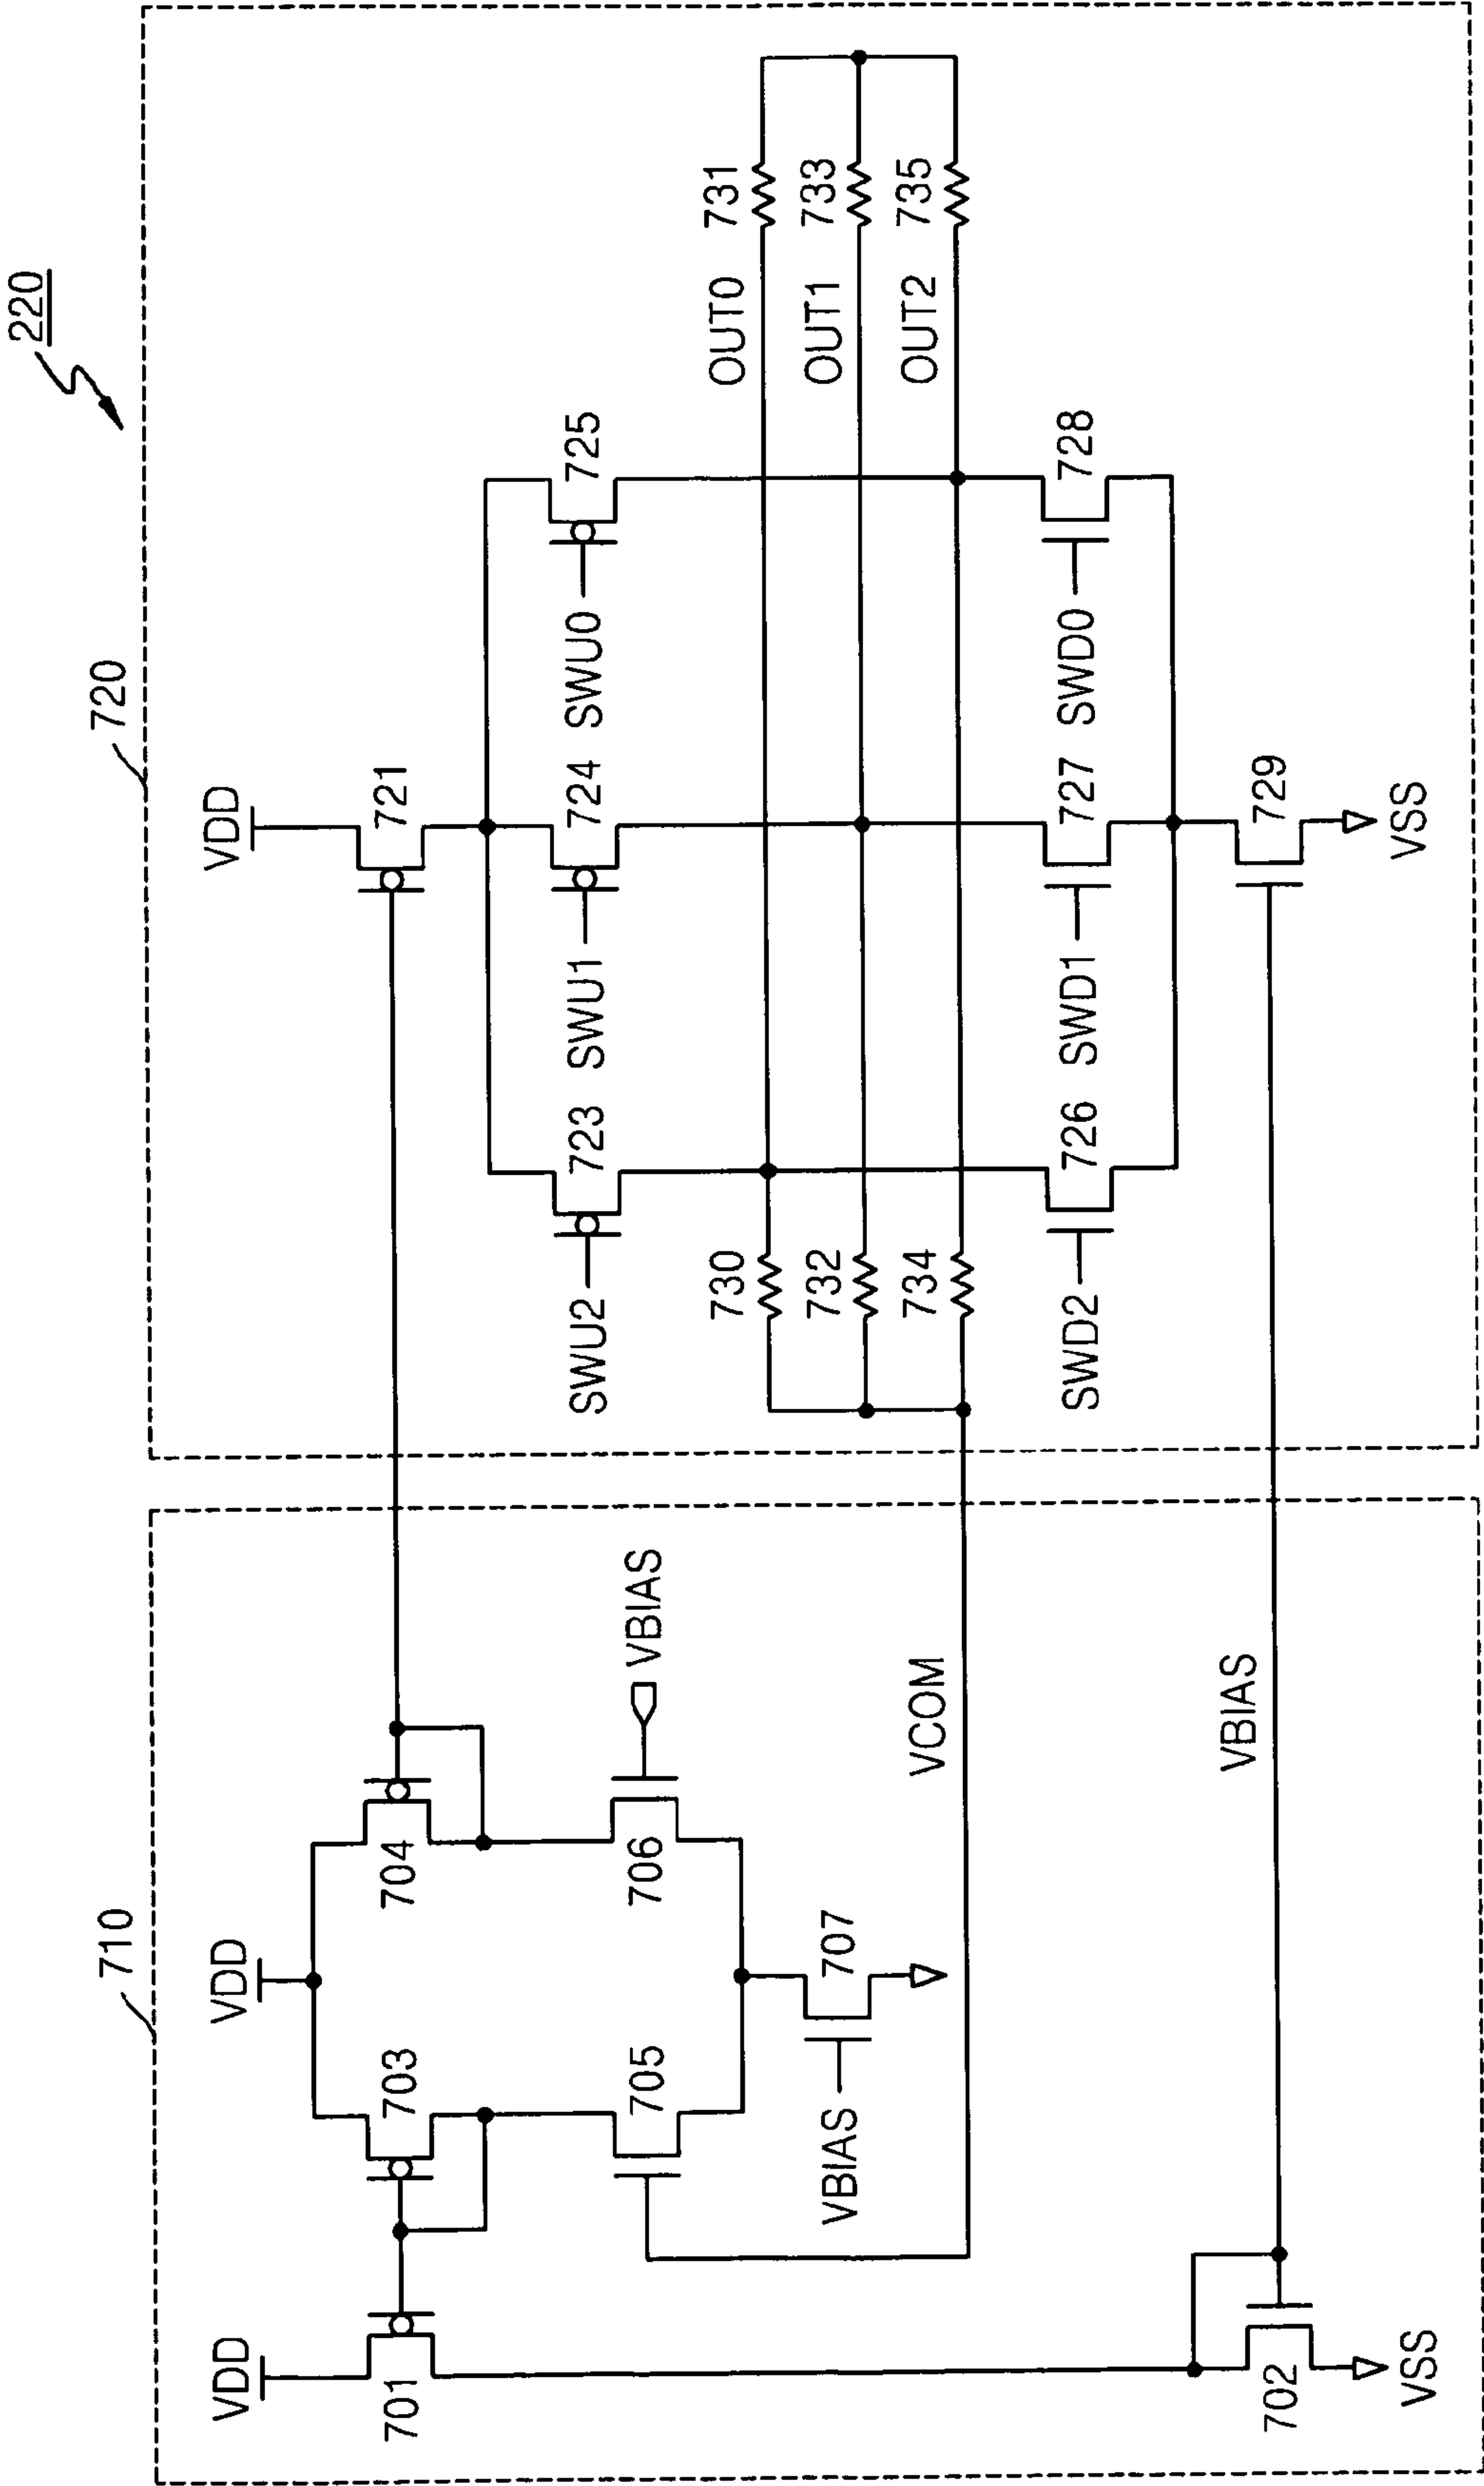 220
710
720
VDD
VDD
VDD
701
703
704
721
SWU2
723
SWU1
724
SWU0
725
705
706
VBIAS
VBIAS
707
VCOM
730
732
734
OUT0
OUT1
OUT2
731
733
735
SWD2
726
SWD1
727
SWD0
728
VBIAS
702
729
VSS
VSS